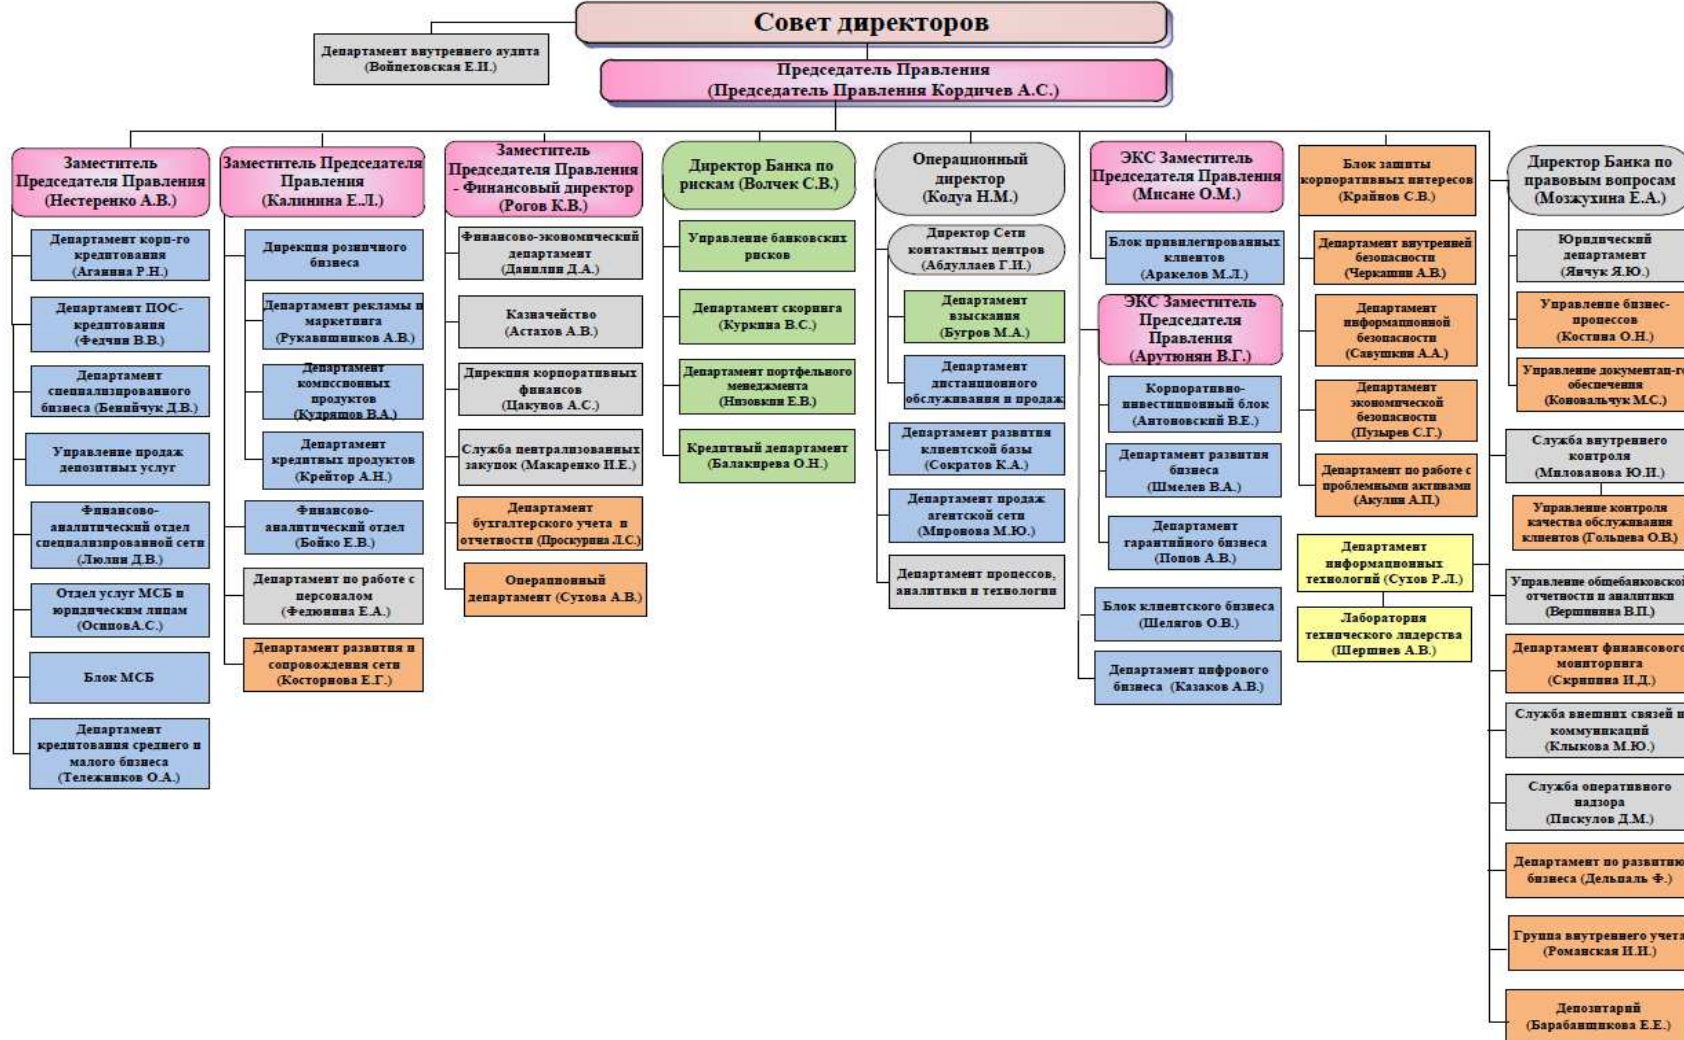 Совет директоров
Департамент внутреннего аудита
(Войцеховская Е.И.)
Председатель Правления
(Председатель Правления Кордичев А.С.)
Заместитель
Председателя Правления
(Нестеренко А.В.)
Департамент корп-го
кредитования
(Аганина Р.Н.)
Департамент ПОС-
кредитования
(Федчин В.В.)
Департамент
специализированного
бизнеса (Бенийчук Д.В.)
Управление продаж
депозитных услуг
Финансово-
аналитический отдел
специализированной сети
(Люлин Д.В.)
Отдел услуг МСБ и
юридическим лицам
(ОсиповА.С.)
Блок МСБ
Департамент
кредитования среднего и
малого бизнеса
(Тележников О.А.)
Заместитель Председателя
Правления
(Калинина Е.Л.)
Дирекция розничного
бизнеса
Департамент рекламы и
маркетинга
(Рукавишников А.В.)
Департамент
комиссионных
продуктов
(Кудряшов В.А.)
Департамент
кредитных продуктов
(Крейтор А.Н.)
Финансово-
аналитический отдел
(Бойко Е.В.)
Департамент по работе с
персоналом
(Федюнина Е.А.)
Департамент развития и
сопровождения сети
(Косторнова Е.Г.)
Заместитель
Председателя Правления
- Финансовый директор
(Рогов К.В.)
Финансово-экономический
департамент
(Данилин Д.А.)
Казначейство
(Астахов А.В.)
Дирекция корпоративных
финансов
(Цакунов А.С.)
Служба централизованных
закупок (Макаренко И.Е.)
Департамент
бухгалтерского учета и
отчетности (Проскурина Л.С.)
Операционный
департамент (Сухова А.В.)
Директор Банка по
рискам (Волчек С.В.)
Управление банковских
рисков
Департамент скоринга
(Куркина В.С.)
Департамент портфельного
менеджмента
(Низовкин Е.В.)
Кредитный департамент
(Балакирева О.Н.)
Операционный
директор
(Кодуа Н.М.)
Директор Сети
контактных центров
(Абдуллаев Г.И.)
Департамент
взыскания
(Бугров М.А.)
Департамент
дистанционного
обслуживания и продаж
Департамент развития
клиентской базы
(Сократов К.А.)
Департамент продаж
агентской сети
(Миронова М.Ю.)
Департамент процессов,
аналитики и технологии
ЭКС Заместитель
Председателя Правления
(Мисане О.М.)
Блок привилегированных
клиентов
(Аракелов М.Л.)
ЭКС Заместитель
Председателя
Правления
(Арутюнян В.Г.)
Корпоративно-
инвестиционный блок
(Антоновский В.Е.)
Департамент развития
бизнеса
(Шмелев В.А.)
Департамент
гарантийного бизнеса
(Попов А.В.)
Блок клиентского бизнеса
(Шелягов О.В.)
Департамент цифрового
бизнеса (Казаков А.В.)
Блок защиты
корпоративных интересов
(Крайнов С.В.)
Департамент внутренней
безопасности
(Черкашин А.В.)
Департамент
информационной
безопасности
(Савушкин А.А.)
Департамент
экономической
безопасности
(Пузырев С.Г.)
Департамент по работе с
проблемными активами
(Акулин А.П.)
Департамент
информационных
технологий (Сухов Р.Л.)
Лаборатория
технического лидерства
(Шершнев А.В.)
Директор Банка по
правовым вопросам
(Мозжухина Е.А.)
Юридический
департамент
(Янчук Я.Ю.)
Управление бизнес-
процессов
(Костина О.Н.)
Управление документац-го
обеспечения
(Коновальчук М.С.)
Служба внутреннего
контроля
(Милованова Ю.И.)
Управление контроля
качества обслуживания
клиентов (Гольцева О.В.)
Управление общебанковской
отчетности и аналитики
(Вершинина В.П.)
Департамент финансового
мониторинга
(Скрипина И.Д.)
Служба внешних связей и
коммуникаций
(Клыкова М.Ю.)
Служба оперативного
надзора
(Пискулов Д.М.)
Департамент по развитию
бизнеса (Дельпаль Ф.)
Группа внутреннего учета
(Романская И.И.)
Депозитарий
(Барабанщикова Е.Е.)